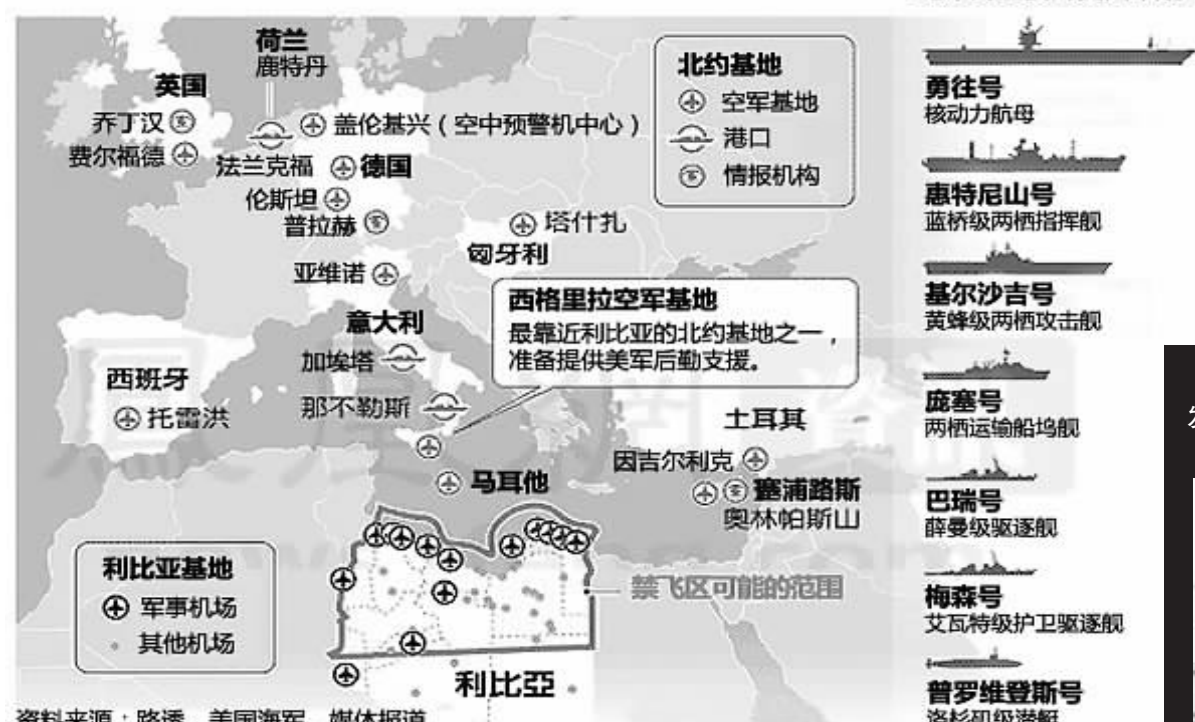 荷兰
鹿特丹
英国
乔丁汉
费尔福德
盖伦基兴（空中预警机中心）
法兰克福
德国
伦斯坦
普拉赫
塔什扎
匈牙利
亚维诺
意大利
加埃塔
那不勒斯
西班牙
托雷洪
北约基地
空军基地
港口
情报机构
西格里拉空军基地
最靠近利比亚的北约基地之一，
准备提供美军后勤支援。
土耳其
因吉尔利克
马耳他
塞浦路斯
奥林帕斯山
利比亚基地
军事机场
其他机场
禁飞区可能的范围
利比亞
资料来源：路透、美国海军、媒体报道
勇往号
核动力航母
惠特尼山号
蓝桥级两栖指挥舰
基尔沙吉号
黄蜂级两栖攻击舰
庞塞号
两栖运输船坞舰
巴瑞号
薛曼级驱逐舰
梅森号
艾瓦特级护卫驱逐舰
普罗维登斯号
洛杉矶级潜艇